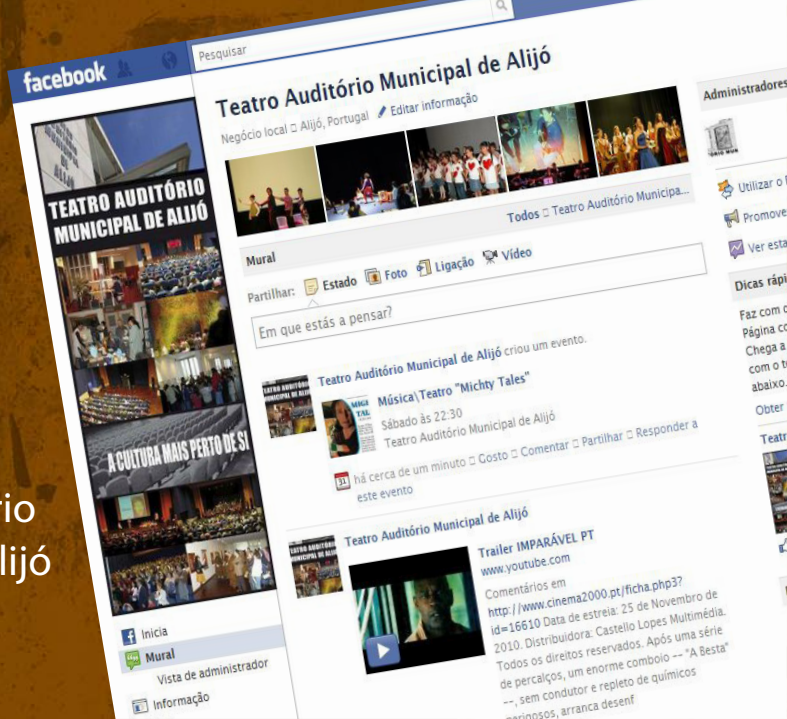 facebook
Pesquisar
Teatro Auditório Municipal de Alijó
Negócio local □ Alijó, Portugal Editar informação
TEATRO AUDITÓRIO
MUNICIPAL DE ALIJÓ
A CULTURA MAIS PERTO DE SI
Inicia
Mural
Vista de administrador
Informação
Todos □ Teatro Auditório Municipa...
Mural
Partilhar: Estado Foto Ligação Vídeo
Em que estás a pensar?
Teatro Auditório Municipal de Alijó criou um evento.
Música\Teatro "Michty Tales"
Sábado às 22:30
Teatro Auditório Municipal de Alijó
31 há cerca de um minuto □ Gosto □ Comentar □ Partilhar □ Responder a
este evento
Teatro Auditório Municipal de Alijó
Trailer IMPARÁVEL PT
www.youtube.com
Comentários em
http://www.cinema2000.pt/ficha.php3?
id=16610 Data de estreia: 25 de Novembro de
2010. Distribuidora: Castello Lopes Multimédia.
Todos os direitos reservados. Após uma série
de percalços, um enorme comboio -- "A Besta"
--, sem condutor e repleto de químicos
perigosos, arranca desenf
Administradores
Utilizar o
Promove
Ver esta
Dicas rápi
Faz com
Página co
Chega a
com o t
abaixo.
Obter
Teatr
io
lijó